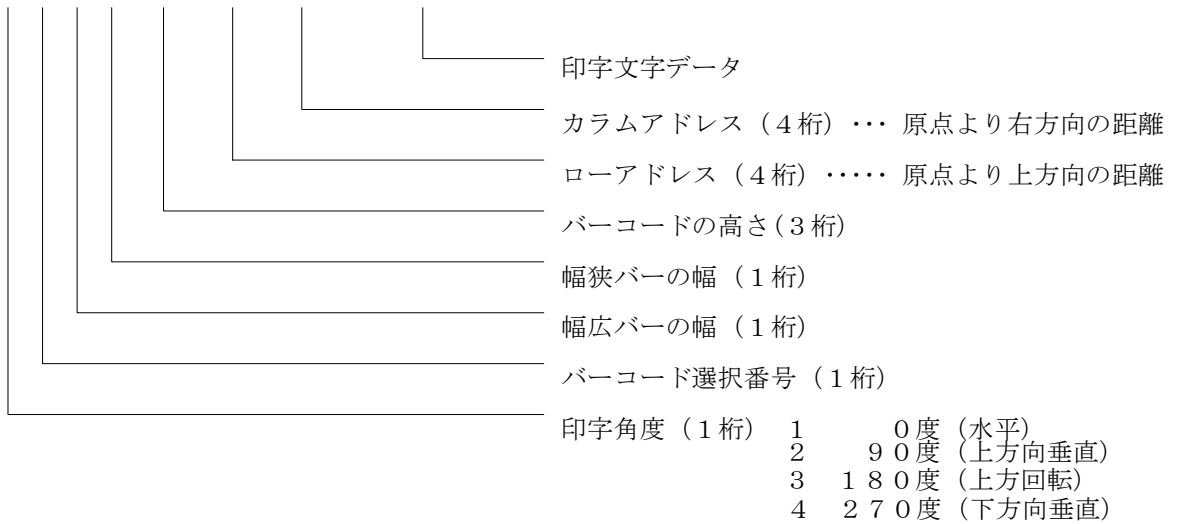 印字文字データ
カラムアドレス（４桁）･･･ 原点より右方向の距離
ローアドレス（４桁）･････ 原点より上方向の距離
バーコードの高さ(３桁)
幅狭バーの幅（１桁）
幅広バーの幅（１桁）
バーコード選択番号（１桁）
印字角度（１桁） １ ０度（水平）
２ ９０度（上方向垂直）
３ １８０度（上方回転）
４ ２７０度（下方向垂直）